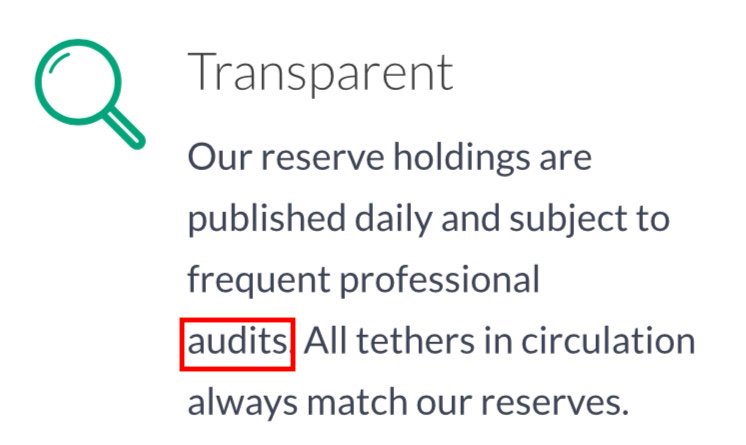 Transparent
Our reserve holdings are
published daily and subject to
frequent professional
audits. All tethers in circulation
always match our reserves.